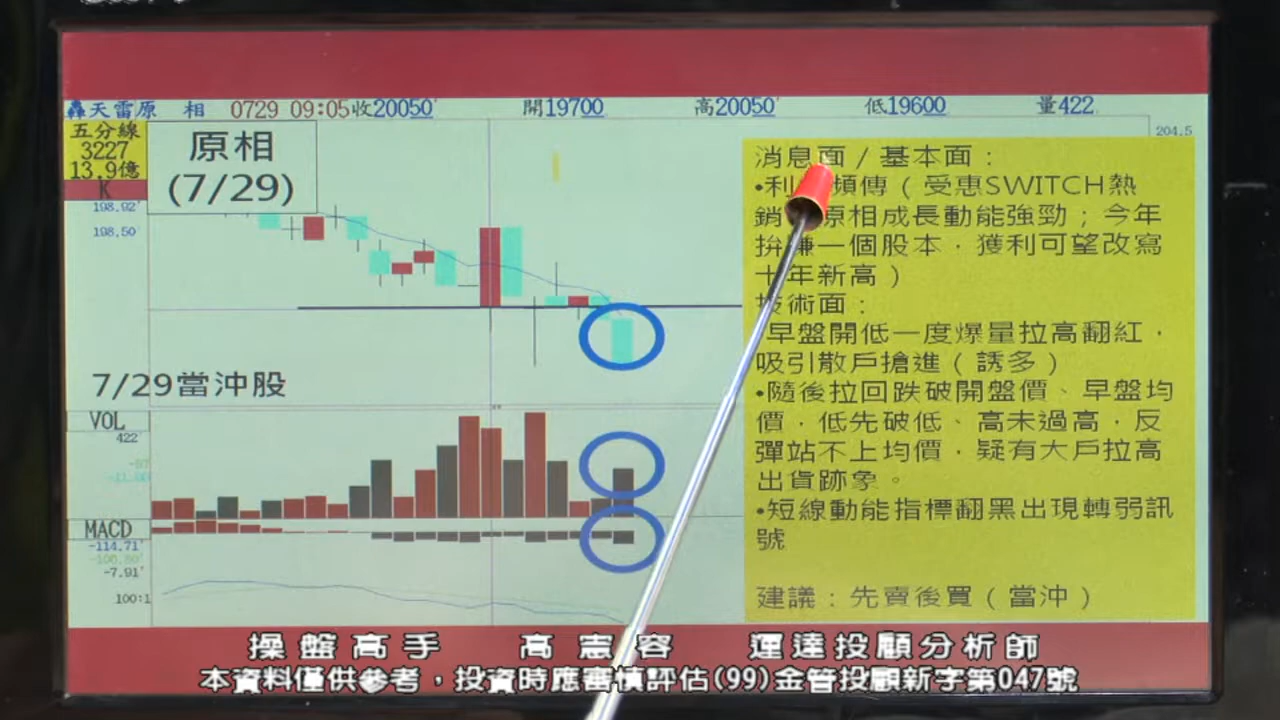 轟天雷原 相 0729 09:05收20050' 開19700 高20050' 低19600 量422
五分線
3227
13.9億
K
204.5
198.92'
198.50
原相
(7/29)
7/29當沖股
VOL
422'
MACD
-114.71'
-7.91'
100:1
消息面/基本面：
•利 頻傳（受惠SWITCH熱
銷 原相成長動能強勁；今年
拚賺一個股本，獲利可望改寫
十年新高）
技術面：
早盤開低一度爆量拉高翻紅，
吸引散戶搶進（誘多）
•隨後拉回跌破開盤價、早盤均
價，低先破低、高未過高，反
彈站不上均價，疑有大戶拉高
出貨跡象。
•短線動能指標翻黑出現轉弱訊
號
建議：先賣後買（當沖）
操盤高手 高憲容 運達投顧分析師
本資料僅供參考，投資時應審慎評估(99)金管投顧新字第047號